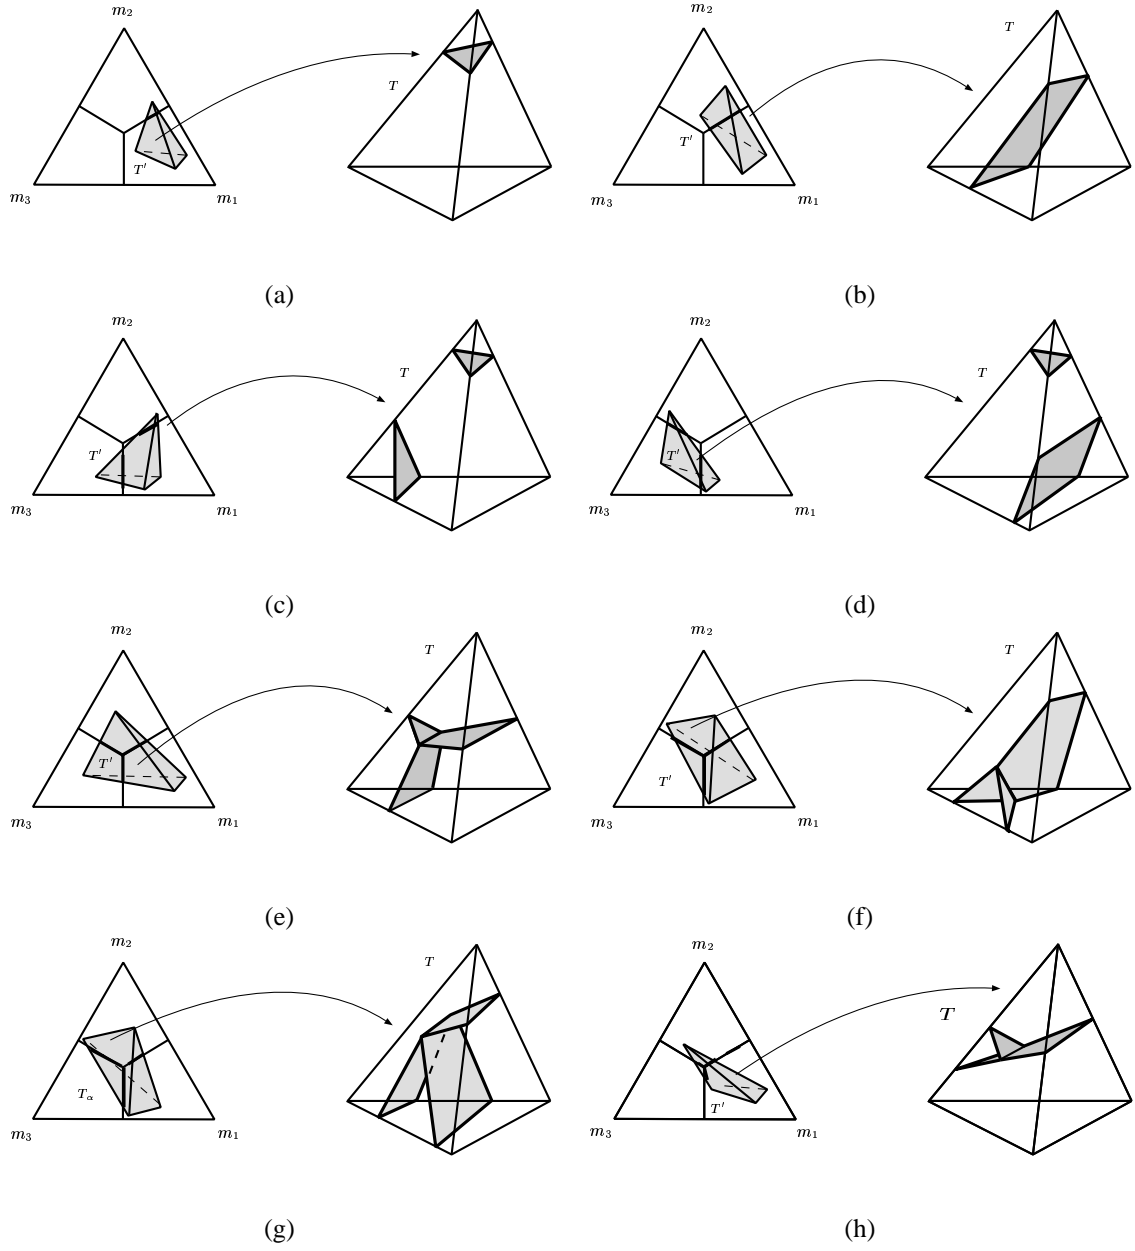 m₂ m₂
T T
T′ T′
m₃ m₁ m₃ m₁
(a) (b)
m₂ m₂
T T
T′ T′
m₃ m₁ m₃ m₁
(c) (d)
m₂ m₂
T T
T′ T′
m₃ m₁ m₃ m₁
(e) (f)
m₂ m₂
T T
T_α T′
m₃ m₁ m₃ m₁
(g) (h)